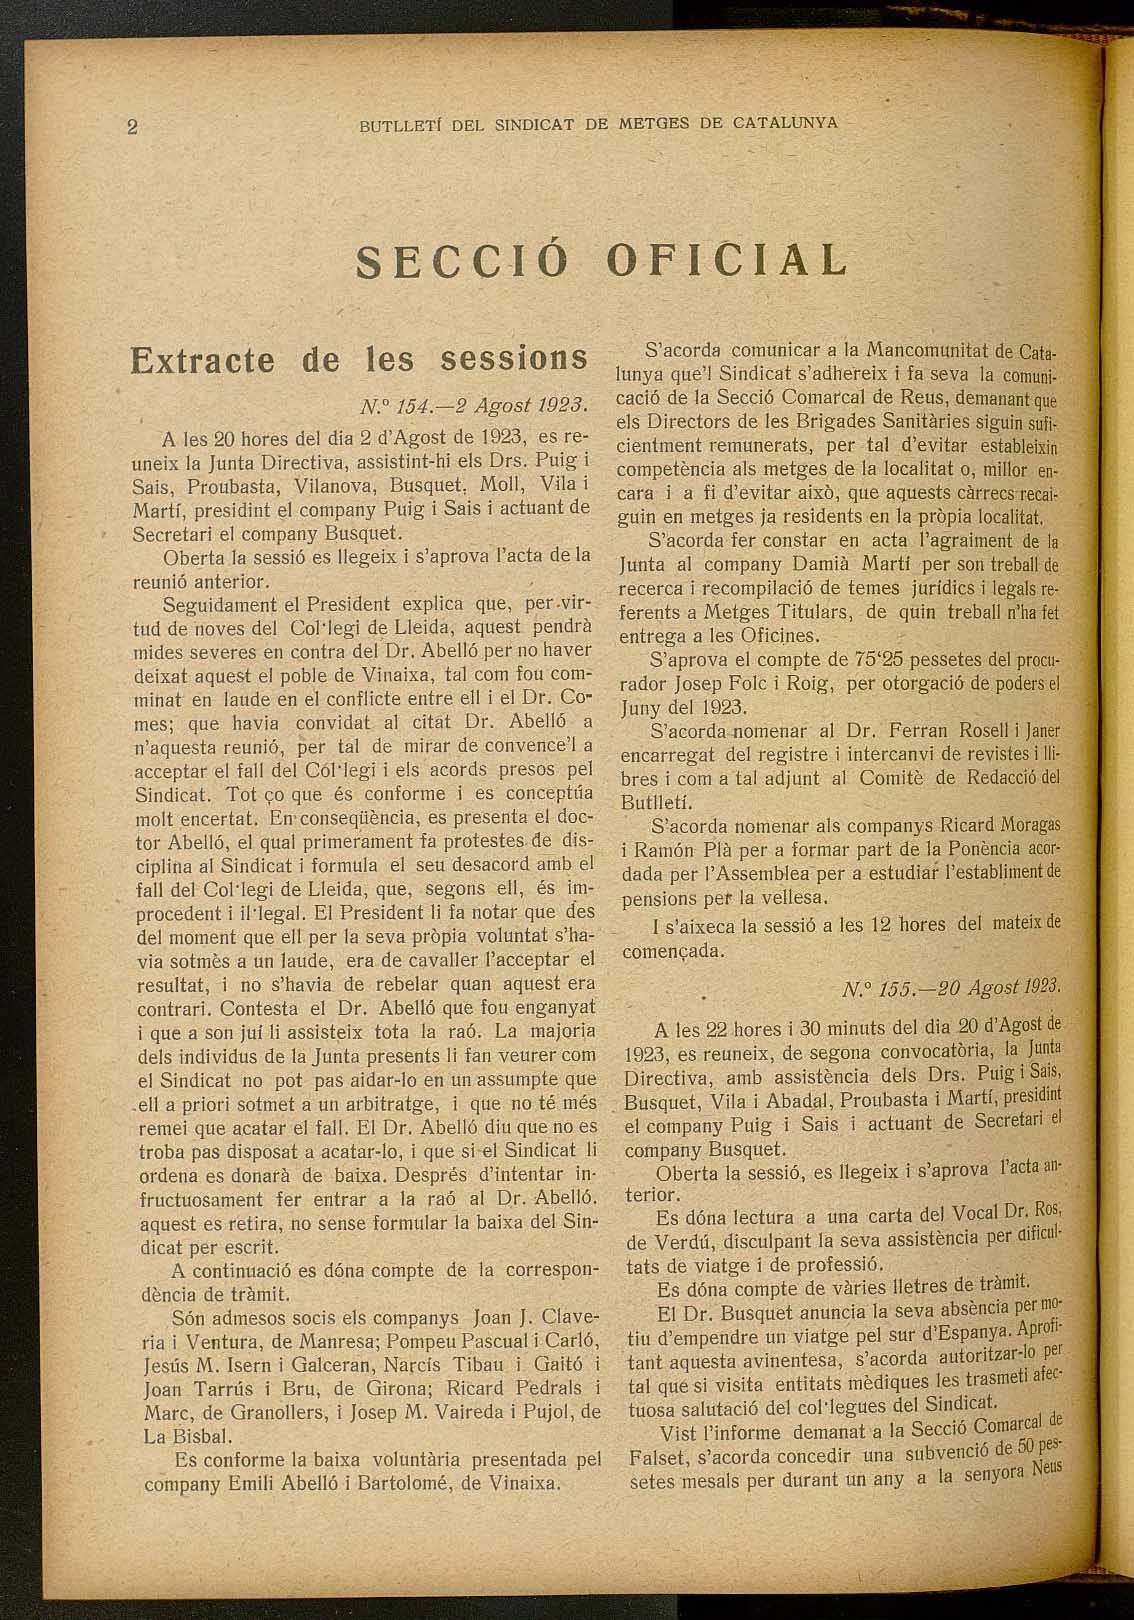 2
BUTLLETÍ DEL SINDICAT DE METGES DE CATALUNYA
SECCIÓ OFICIAL
Extracte de les sessions
N.º 154.—2 Agost 1923.
A les 20 hores del dia 2 d'Agost de 1923, es re-
uneix la Junta Directiva, assistint-hi els Drs. Puig i
Sais, Proubasta, Vilanova, Busquet, Moll, Vila i
Martí, presidint el company Puig i Sais i actuant de
Secretari el company Busquet.
Oberta la sessió es llegeix i s'aprova l'acta de la
reunió anterior.
Seguidament el President explica que, per vir-
tud de noves del Col·legi de Lleida, aquest pendrà
mides severes en contra del Dr. Abelló per no haver
deixat aquest el poble de Vinaixa, tal com fou com-
minat en laude en el conflicte entre ell i el Dr. Co-
mes; que havia convidat al citat Dr. Abelló a
n'aquesta reunió, per tal de mirar de convence'l a
acceptar el fall del Cól·legi i els acords presos pel
Sindicat. Tot ço que és conforme i es conceptúa
molt encertat. En conseqüència, es presenta el doc-
tor Abelló, el qual primerament fa protestes de dis-
ciplina al Sindicat i formula el seu desacord amb el
fall del Col·legi de Lleida, que, segons ell, és im-
procedent i il·legal. El President li fa notar que des
del moment que ell per la seva pròpia voluntat s'ha-
via sotmès a un laude, era de cavaller l'acceptar el
resultat, i no s'havia de rebelar quan aquest era
contrari. Contesta el Dr. Abelló que fou enganyat
i que a son juí li assisteix tota la raó. La majoria
dels individus de la Junta presents li fan veurer com
el Sindicat no pot pas aidar-lo en un assumpte que
ell a priori sotmet a un arbitratge, i que no té més
remei que acatar el fall. El Dr. Abelló diu que no es
troba pas disposat a acatar-lo, i que si el Sindicat li
ordena es donarà de baixa. Després d'intentar in-
fructuosament fer entrar a la raó al Dr. Abelló.
aquest es retira, no sense formular la baixa del Sin-
dicat per escrit.
A continuació es dóna compte de la correspon-
dència de tràmit.
Són admesos socis els companys Joan J. Clave-
ria i Ventura, de Manresa; Pompeu Pascual i Carló,
Jesús M. Isern i Galceran, Narcís Tibau i Gaitó i
Joan Tarrús i Bru, de Girona; Ricard Pedrals i
Marc, de Granollers, i Josep M. Vaireda i Pujol, de
La Bisbal.
Es conforme la baixa voluntària presentada pel
company Emili Abelló i Bartolomé, de Vinaixa.
S'acorda comunicar a la Mancomunitat de Cata-
lunya que'l Sindicat s'adhereix i fa seva la comuni-
cació de la Secció Comarcal de Reus, demanant que
els Directors de les Brigades Sanitàries siguin sufi-
cientment remunerats, per tal d'evitar estableixin
competència als metges de la localitat o, millor en-
cara i a fi d'evitar això, que aquests càrrecs recai-
guin en metges ja residents en la pròpia localitat.
S'acorda fer constar en acta l'agraiment de la
Junta al company Damià Martí per son treball de
recerca i recompilació de temes jurídics i legals re-
ferents a Metges Titulars, de quin treball n'ha fet
entrega a les Oficines.
S'aprova el compte de 75'25 pessetes del procu-
rador Josep Folc i Roig, per otorgació de poders el
Juny del 1923.
S'acorda nomenar al Dr. Ferran Rosell i Janer
encarregat del registre i intercanvi de revistes i lli-
bres i com a tal adjunt al Comitè de Redacció del
Butlletí.
S'acorda nomenar als companys Ricard Moragas
i Ramón Plà per a formar part de la Ponència acor-
dada per l'Assemblea per a estudiar l'establiment de
pensions per la vellesa.
I s'aixeca la sessió a les 12 hores del mateix de
començada.
N.º 155.—20 Agost 1923.
A les 22 hores i 30 minuts del dia 20 d'Agost de
1923, es reuneix, de segona convocatòria, la Junta
Directiva, amb assistència dels Drs. Puig i Sais,
Busquet, Vila i Abadal, Proubasta i Martí, presidint
el company Puig i Sais i actuant de Secretari el
company Busquet.
Oberta la sessió, es llegeix i s'aprova l'acta an-
terior.
Es dóna lectura a una carta del Vocal Dr. Ros,
de Verdú, disculpant la seva assistència per dificul-
tats de viatge i de professió.
Es dóna compte de vàries lletres de tràmit.
El Dr. Busquet anuncia la seva absència per mo-
tiu d'empendre un viatge pel sur d'Espanya. Aprofi-
tant aquesta avinentesa, s'acorda autoritzar-lo per
tal que si visita entitats mèdiques les trasmeti afec-
tuosa salutació del col·legues del Sindicat.
Vist l'informe demanat a la Secció Comarcal de
Falset, s'acorda concedir una subvenció de 50 pes-
setes mesals per durant un any a la senyora Neus